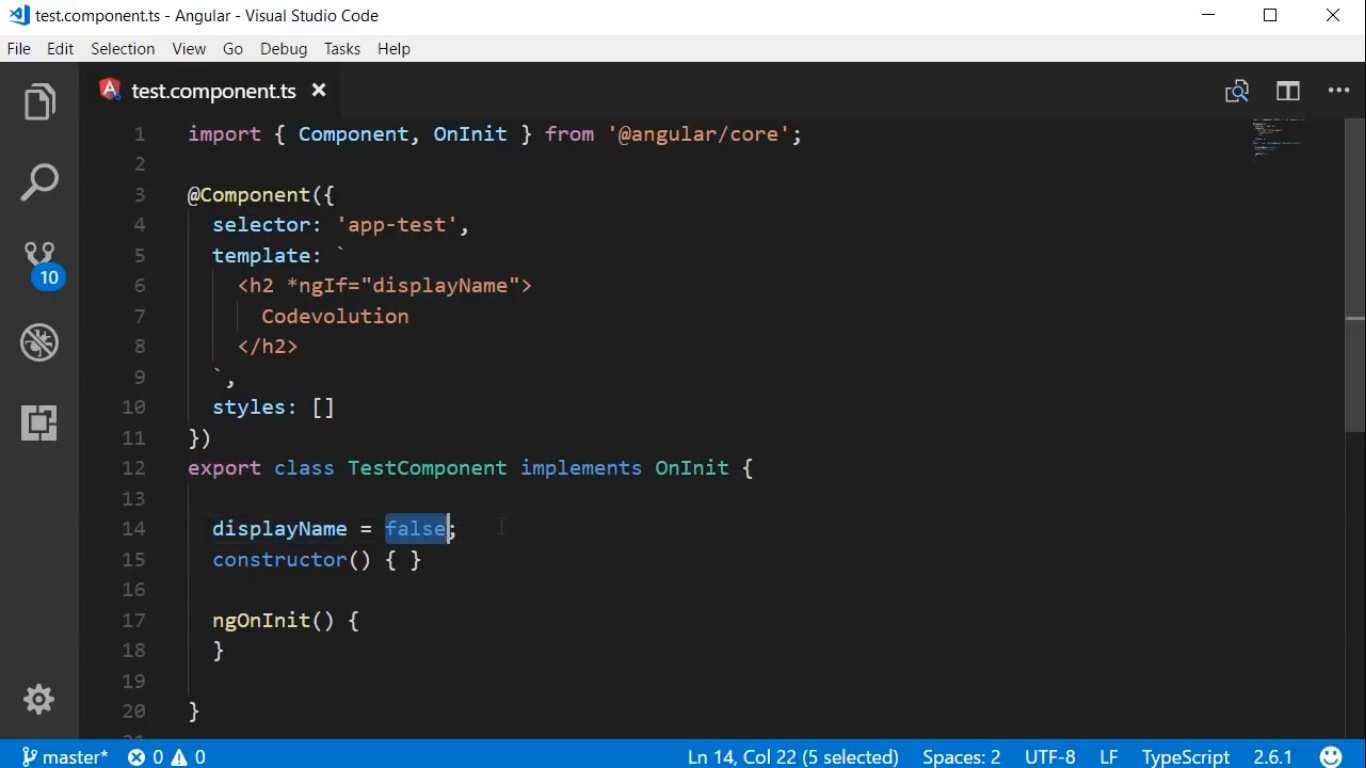 test.component.ts - Angular - Visual Studio Code
File Edit Selection View Go Debug Tasks Help
test.component.ts
1 import { Component, OnInit } from '@angular/core';
2
3 @Component({
4 selector: 'app-test',
5 template: `
6 <h2 *ngIf="displayName">
7 Codevolution
8 </h2>
9 `,
10 styles: []
11 })
12 export class TestComponent implements OnInit {
13
14 displayName = false;
15 constructor() { }
16
17 ngOnInit() {
18 }
19
20 }
10
master* 0 0 Ln 14, Col 22 (5 selected) Spaces: 2 UTF-8 LF TypeScript 2.6.1